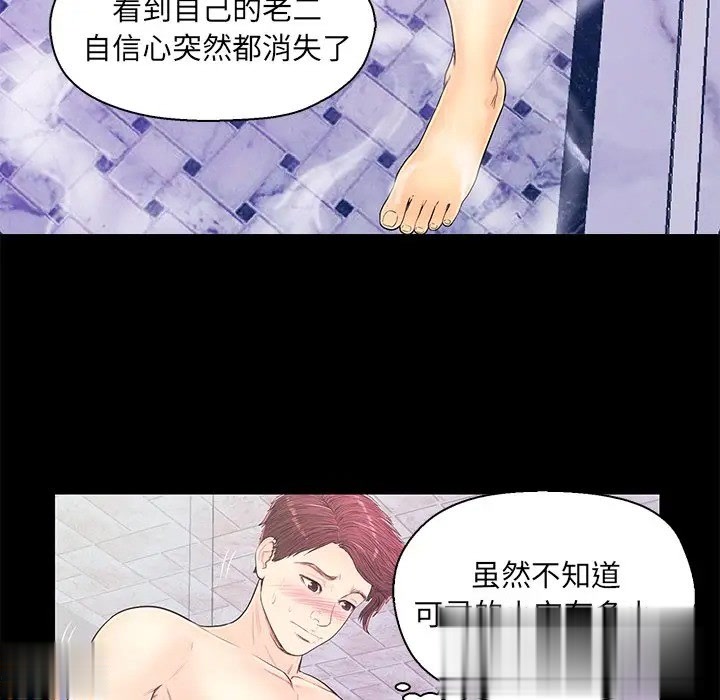 看到自己的老二
自信心突然都消失了
虽然不知道